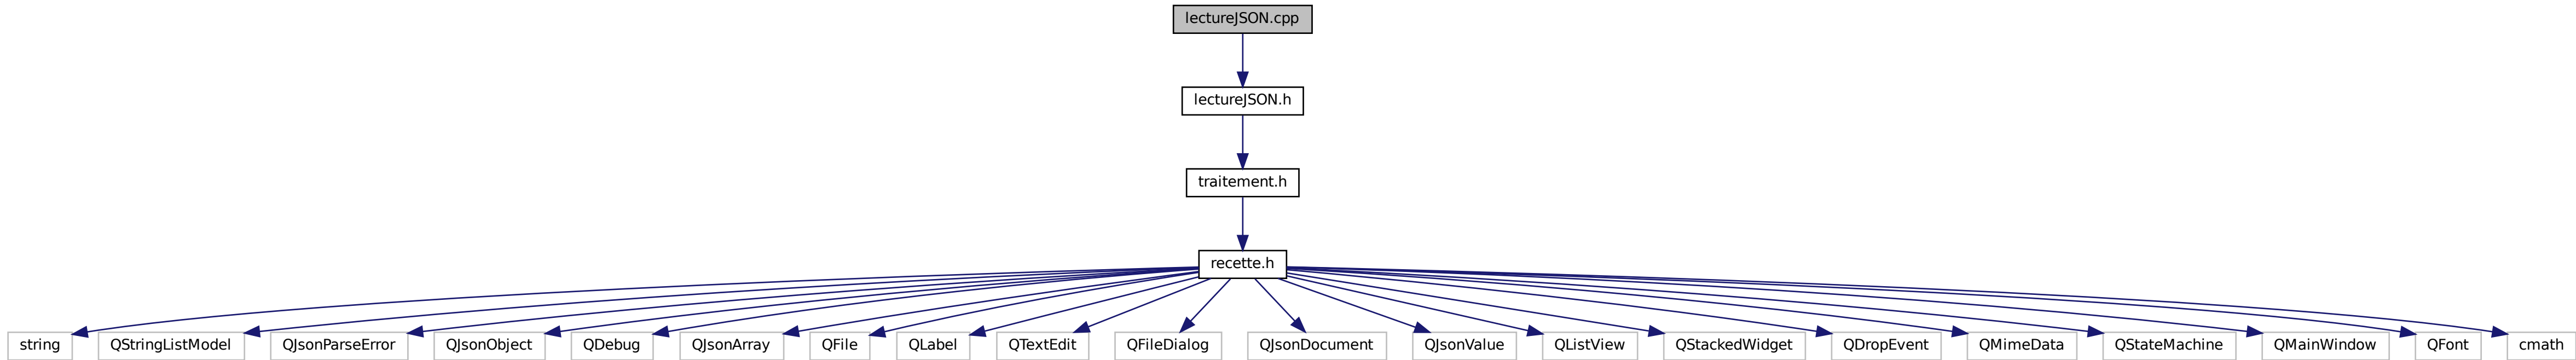 lectureJSON.cpp
lectureJSON.h
traitement.h
recette.h
string QStringListModel QJsonParseError QJsonObject QDebug QJsonArray QFile QLabel QTextEdit QFileDialog QJsonDocument QJsonValue QListView QStackedWidget QDropEvent QMimeData QStateMachine QMainWindow QFont cmath